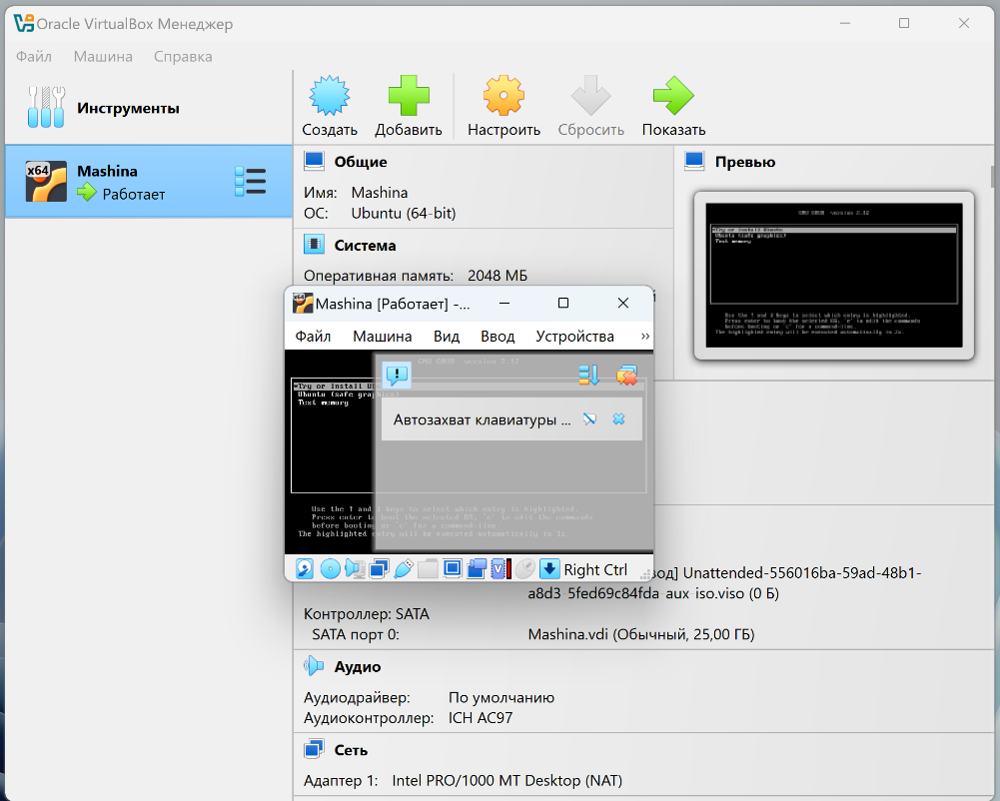 Oracle VirtualBox Менеджер
Файл Машина Справка
Инструменты
Создать Добавить Настроить Сбросить Показать
x64 Mashina
Работает
Общие
Имя: Mashina
ОС: Ubuntu (64-bit)
Система
Оперативная память: 2048 МБ
Превью
GNU GRUB version 2.12
*Try or Install Ubuntu
Ubuntu (safe graphics)
Test memory
Use the ↑ and ↓ keys to select which entry is highlighted.
Press enter to boot the selected OS, 'e' to edit the commands
before booting or 'c' for a command-line.
The highlighted entry will be executed automatically in 1s.
x64 Mashina [Работает] -...
Файл Машина Вид Ввод Устройства »
GNU GRUB version 2.12
*Try or Install Ubu
Ubuntu (safe graphics)
Test memory
Автозахват клавиатуры ...
Use the ↑ and ↓ keys to select which entry is highlighted.
Press enter to boot the selected OS, 'e' to edit the commands
before booting or 'c' for a command-line.
The highlighted entry will be executed automatically in 1s.
Right Ctrl
вод] Unattended-556016ba-59ad-48b1-
a8d3-5fed69c84fda-aux-iso.viso (0 Б)
Контроллер: SATA
SATA порт 0: Mashina.vdi (Обычный, 25,00 ГБ)
Аудио
Аудиодрайвер: По умолчанию
Аудиоконтроллер: ICH AC97
Сеть
Адаптер 1: Intel PRO/1000 MT Desktop (NAT)